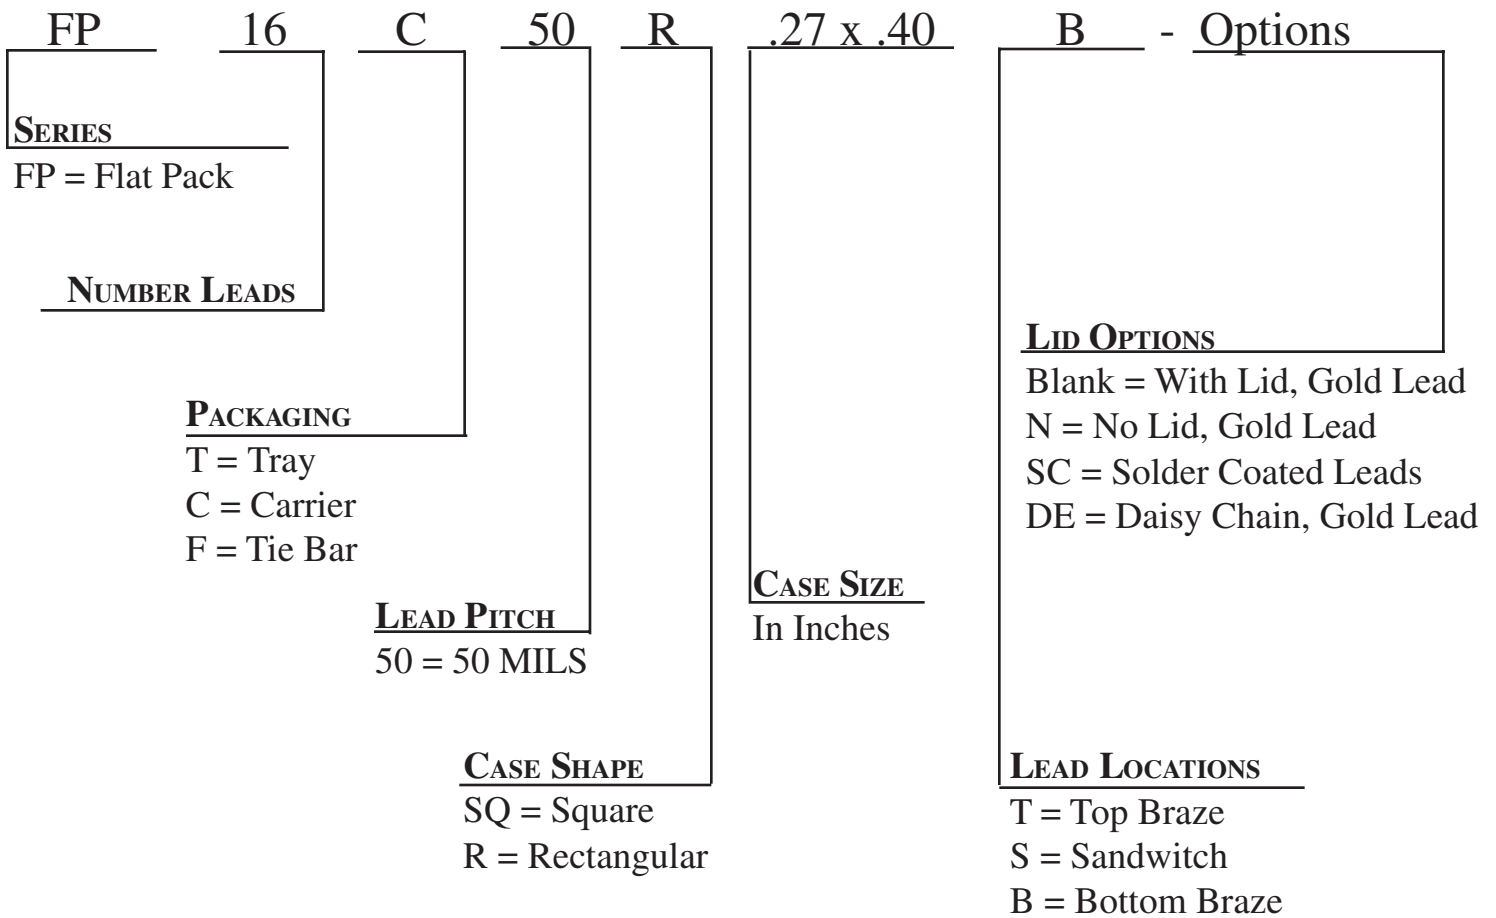 FP 16 C 50 R .27 x .40 B - Options
SERIES
FP = Flat Pack
NUMBER LEADS
PACKAGING
T = Tray
C = Carrier
F = Tie Bar
LEAD PITCH
50 = 50 MILS
CASE SHAPE
SQ = Square
R = Rectangular
CASE SIZE
In Inches
LID OPTIONS
Blank = With Lid, Gold Lead
N = No Lid, Gold Lead
SC = Solder Coated Leads
DE = Daisy Chain, Gold Lead
LEAD LOCATIONS
T = Top Braze
S = Sandwitch
B = Bottom Braze